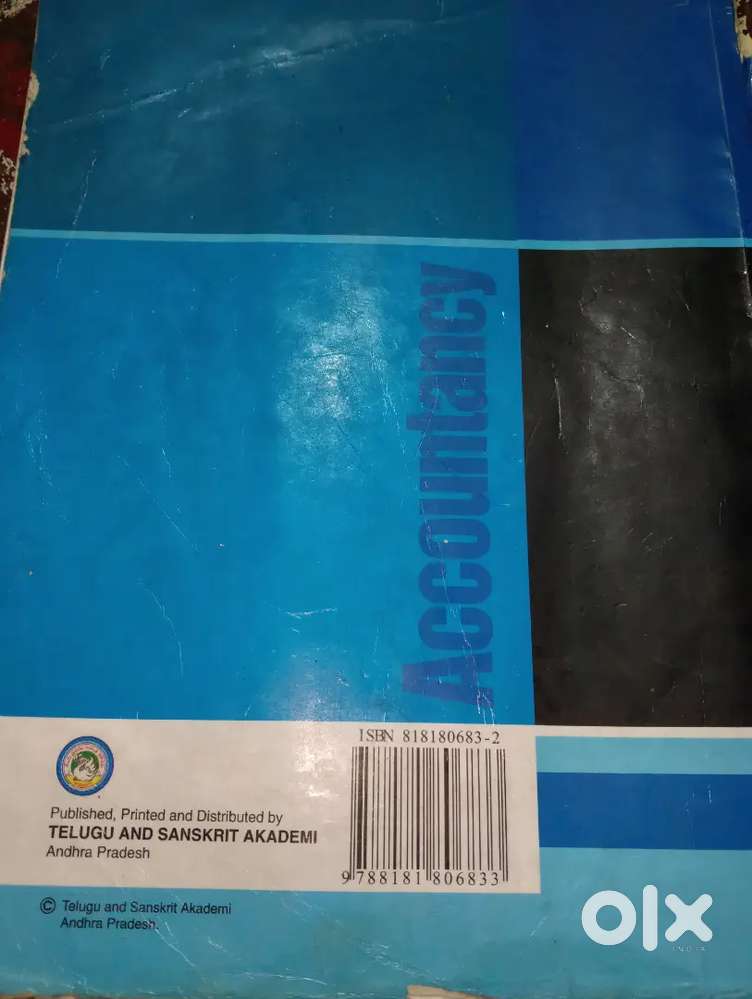 Accountancy
ISBN 818180683-2
Published, Printed and Distributed by
TELUGU AND SANSKRIT AKADEMI
Andhra Pradesh
9 788181 806833
© Telugu and Sanskrit Akademi
Andhra Pradesh.
olx
INDIA